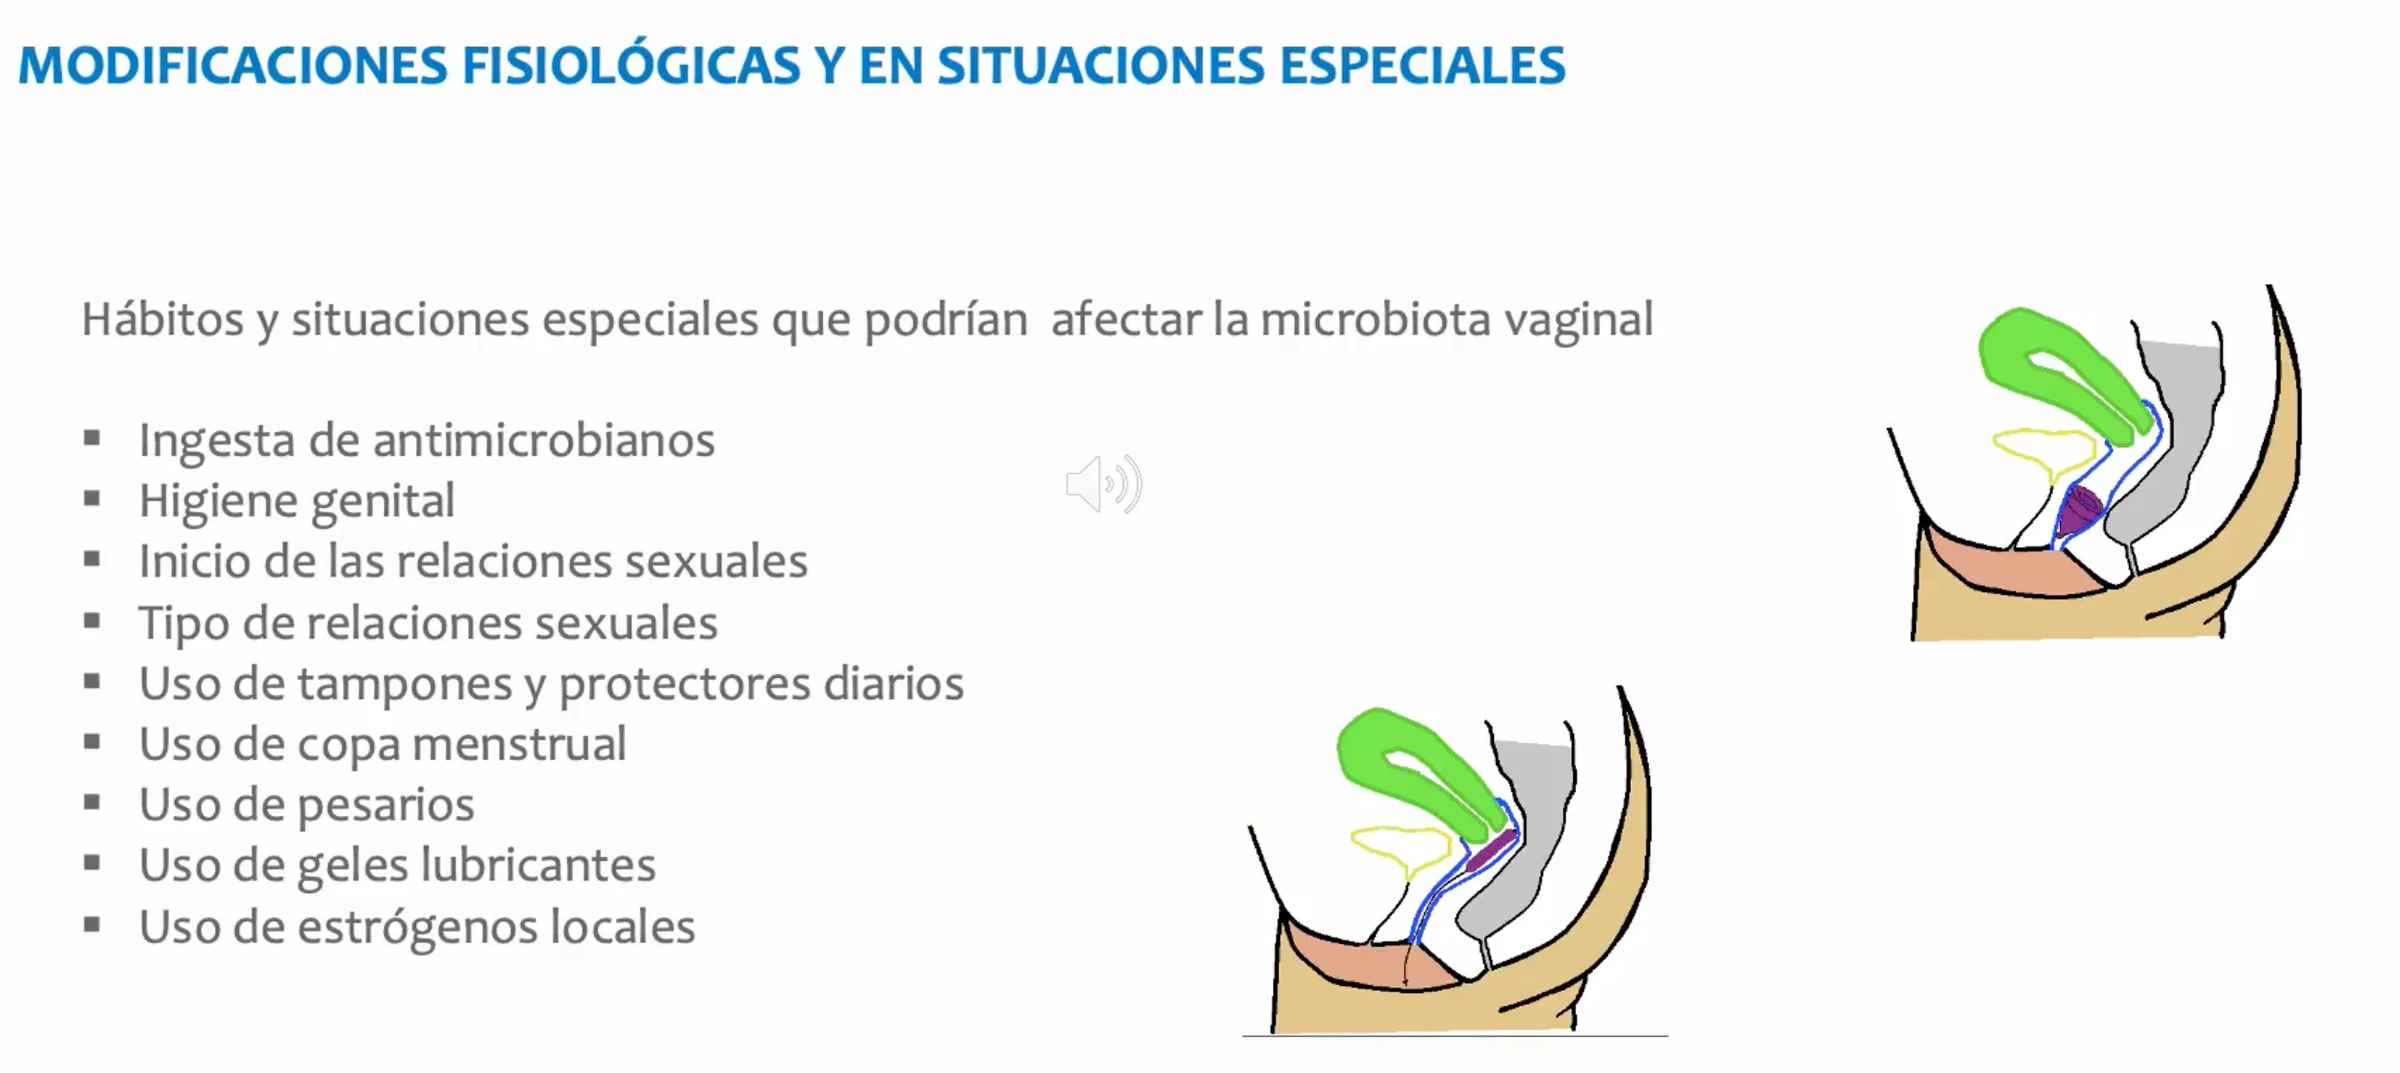 MODIFICACIONES FISIOLÓGICAS Y EN SITUACIONES ESPECIALES
Hábitos y situaciones especiales que podrían afectar la microbiota vaginal
▪ Ingesta de antimicrobianos
▪ Higiene genital
▪ Inicio de las relaciones sexuales
▪ Tipo de relaciones sexuales
▪ Uso de tampones y protectores diarios
▪ Uso de copa menstrual
▪ Uso de pesarios
▪ Uso de geles lubricantes
▪ Uso de estrógenos locales